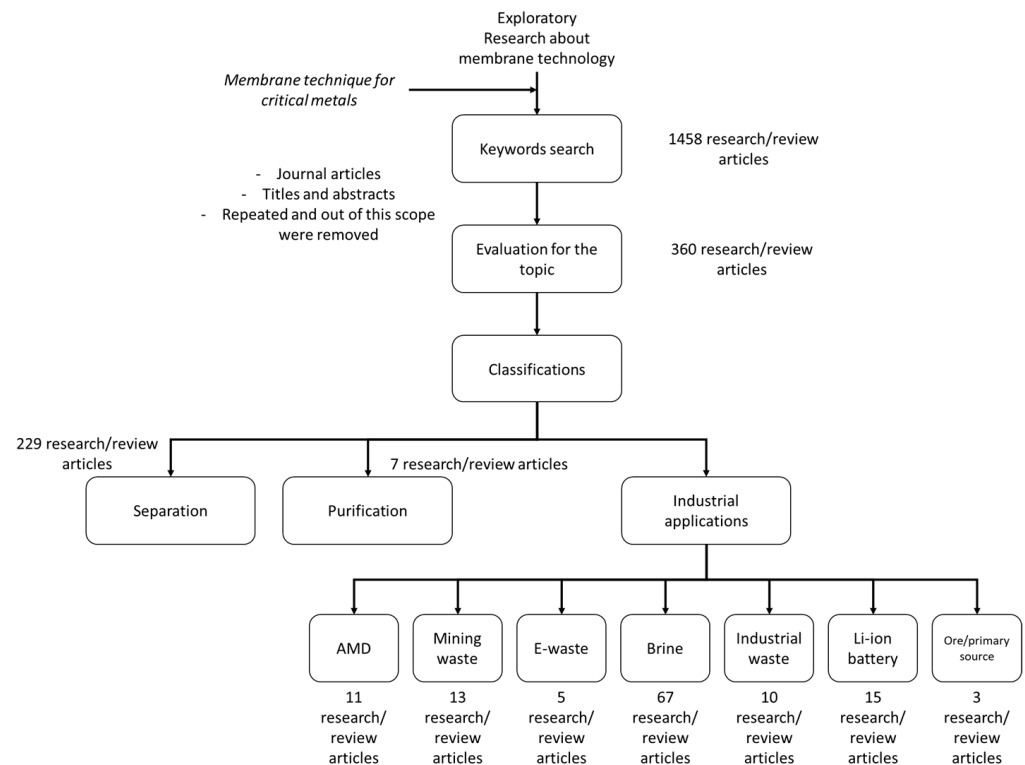 Exploratory
Research about
membrane technology
Membrane technique for
critical metals
Keywords search
1458 research/review
articles
- Journal articles
- Titles and abstracts
- Repeated and out of this scope
were removed
Evaluation for the
topic
360 research/review
articles
Classifications
229 research/review
articles
7 research/review articles
Separation
Purification
Industrial
applications
AMD
Mining
waste
E-waste
Brine
Industrial
waste
Li-ion
battery
Ore/primary
source
11
research/
review
articles
13
research/
review
articles
5
research/
review
articles
67
research/
review
articles
10
research/
review
articles
15
research/
review
articles
3
research/
review
articles